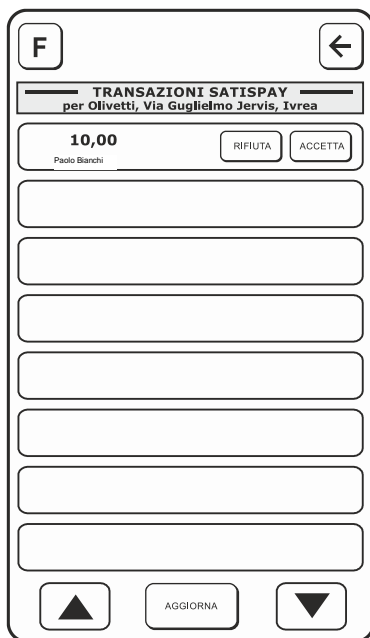 F
TRANSAZIONI SATISPAY
per Olivetti, Via Guglielmo Jervis, Ivrea
10,00 RIFIUTA ACCETTA
Paolo Bianchi
AGGIORNA